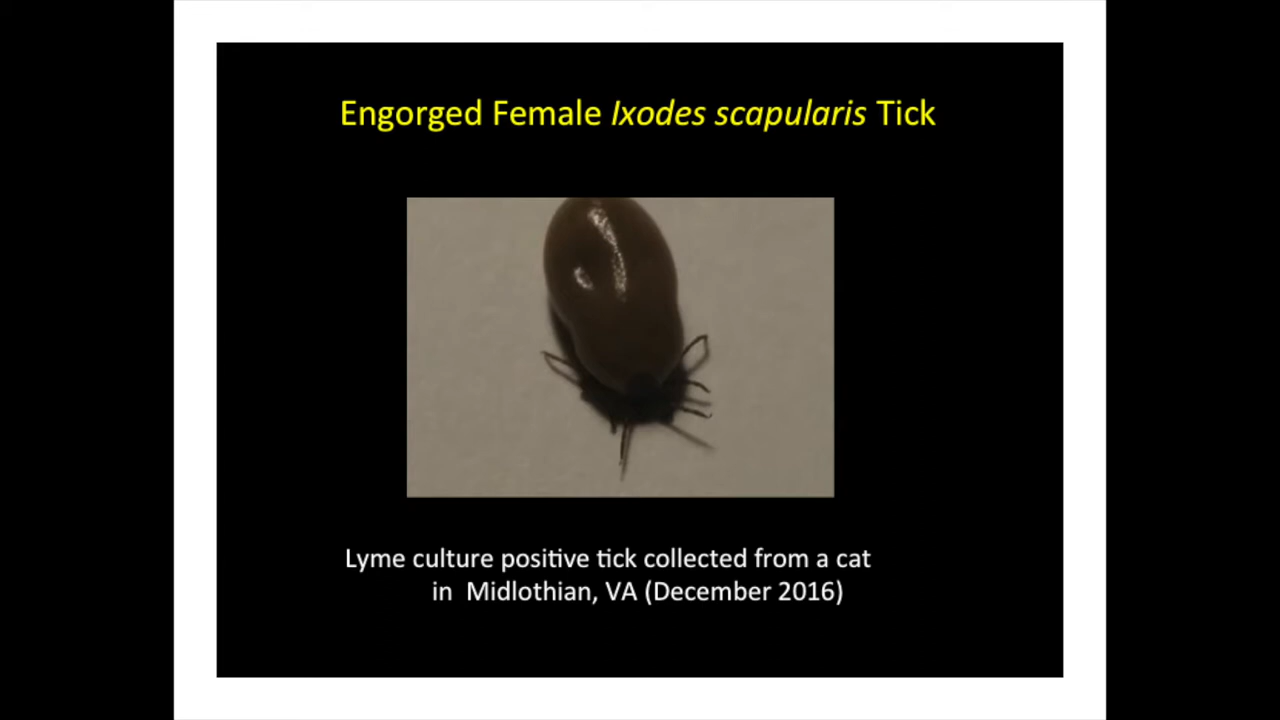 Engorged Female Ixodes scapularis Tick
Lyme culture positive tick collected from a cat
in Midlothian, VA (December 2016)